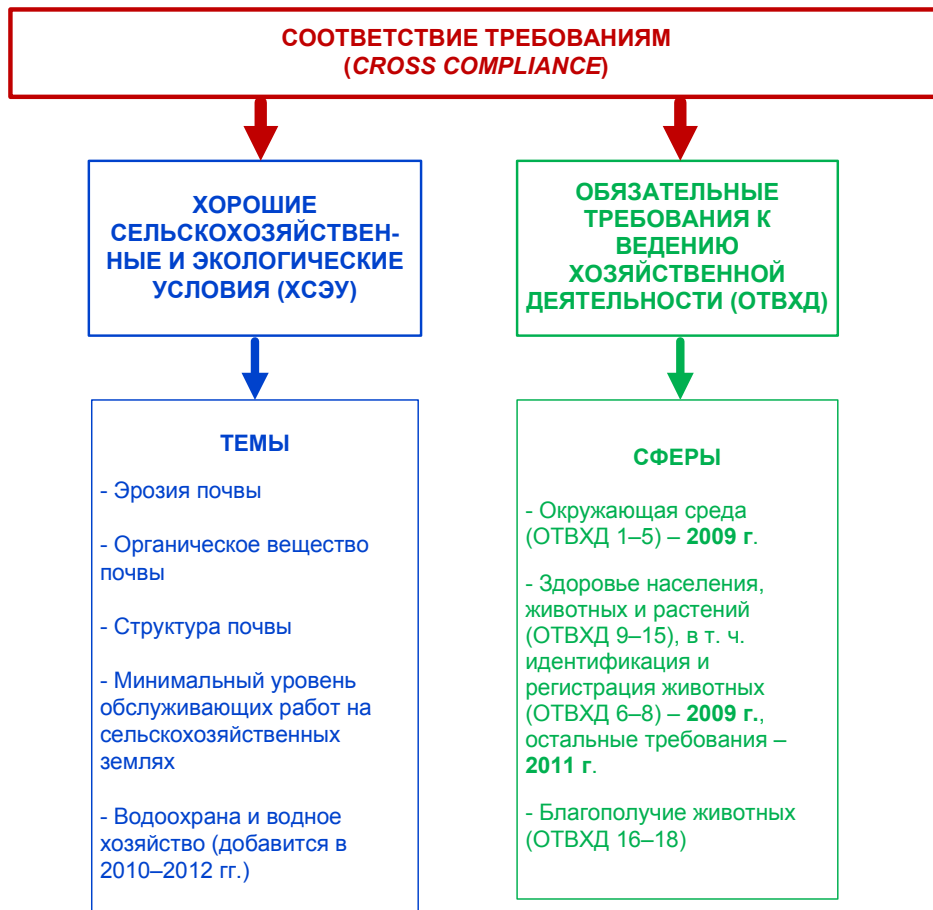 СООТВЕТСТВИЕ ТРЕБОВАНИЯМ
(CROSS COMPLIANCE)
ХОРОШИЕ
СЕЛЬСКОХОЗЯЙСТВЕН-
НЫЕ И ЭКОЛОГИЧЕСКИЕ
УСЛОВИЯ (ХСЭУ)
ОБЯЗАТЕЛЬНЫЕ
ТРЕБОВАНИЯ К
ВЕДЕНИЮ
ХОЗЯЙСТВЕННОЙ
ДЕЯТЕЛЬНОСТИ (ОТВХД)
ТЕМЫ
- Эрозия почвы
- Органическое вещество
почвы
- Структура почвы
- Минимальный уровень
обслуживающих работ на
сельскохозяйственных
землях
- Водоохрана и водное
хозяйство (добавится в
2010–2012 гг.)
СФЕРЫ
- Окружающая среда
(ОТВХД 1–5) – 2009 г.
- Здоровье населения,
животных и растений
(ОТВХД 9–15), в т. ч.
идентификация и
регистрация животных
(ОТВХД 6–8) – 2009 г.,
остальные требования –
2011 г.
- Благополучие животных
(ОТВХД 16–18)